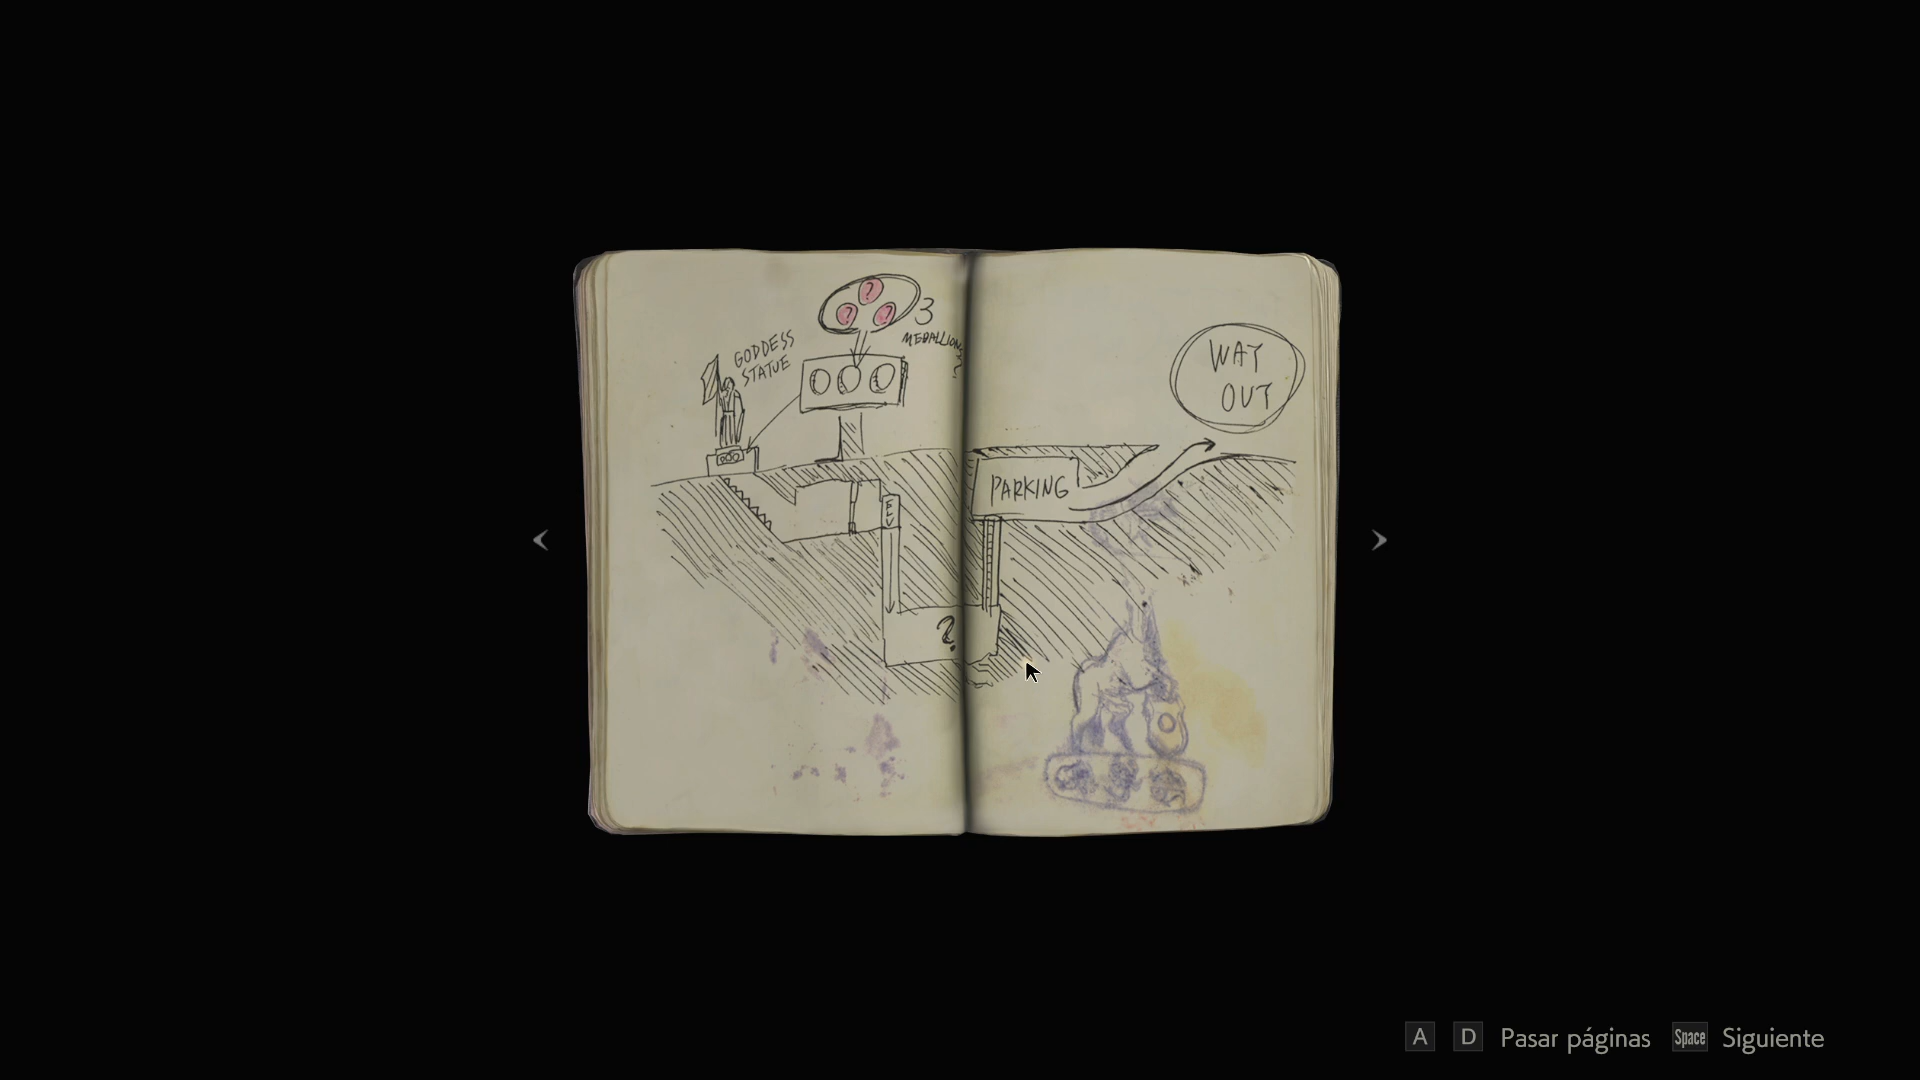 ? ? ?
3
MEDALLIONS?
GODDESS
STATUE
ELV
?
WAY
OUT
PARKING
A D Pasar páginas Space Siguiente